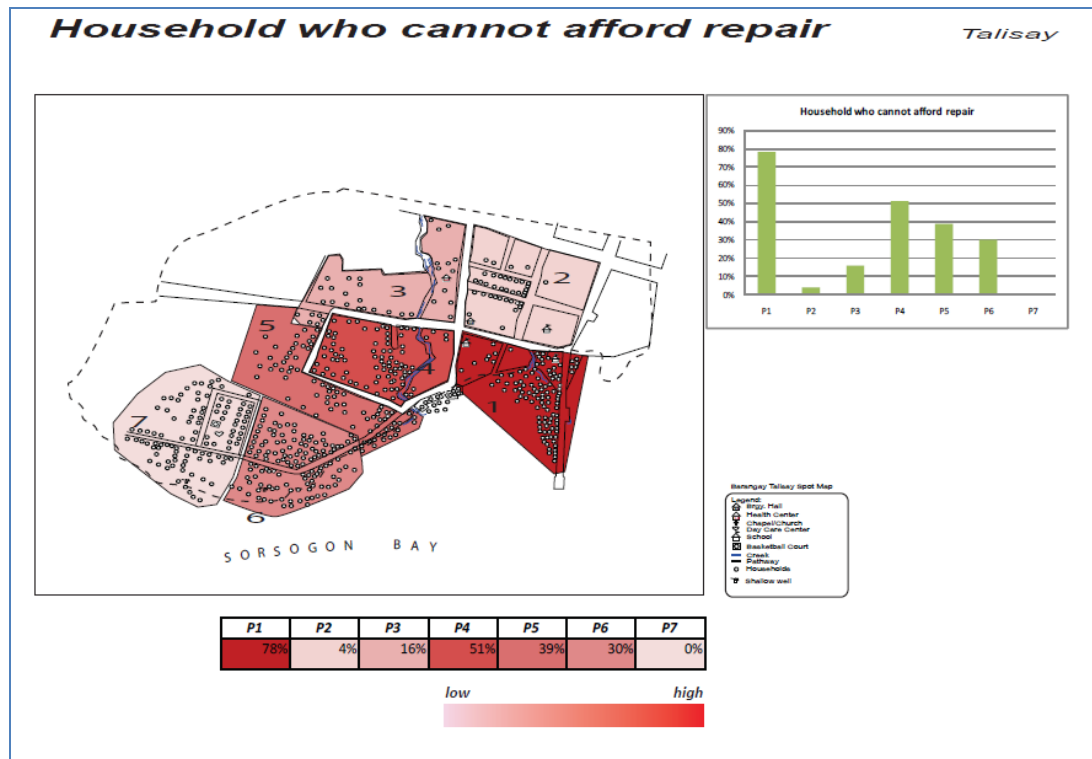 Household who cannot afford repair
Talisay
Household who cannot afford repair
90%
80%
70%
60%
50%
40%
30%
20%
10%
0%
P1 P2 P3 P4 P5 P6 P7
2
3
5
4
1
7
6
SORSOGON BAY
Barangay Talisay Spot Map
Legend:
Brgy. Hall
Health Center
Chapel/Church
Day Care Center
School
Basketball Court
Creek
Pathway
Households
Shallow well
P1 P2 P3 P4 P5 P6 P7
78% 4% 16% 51% 39% 30% 0%
low high